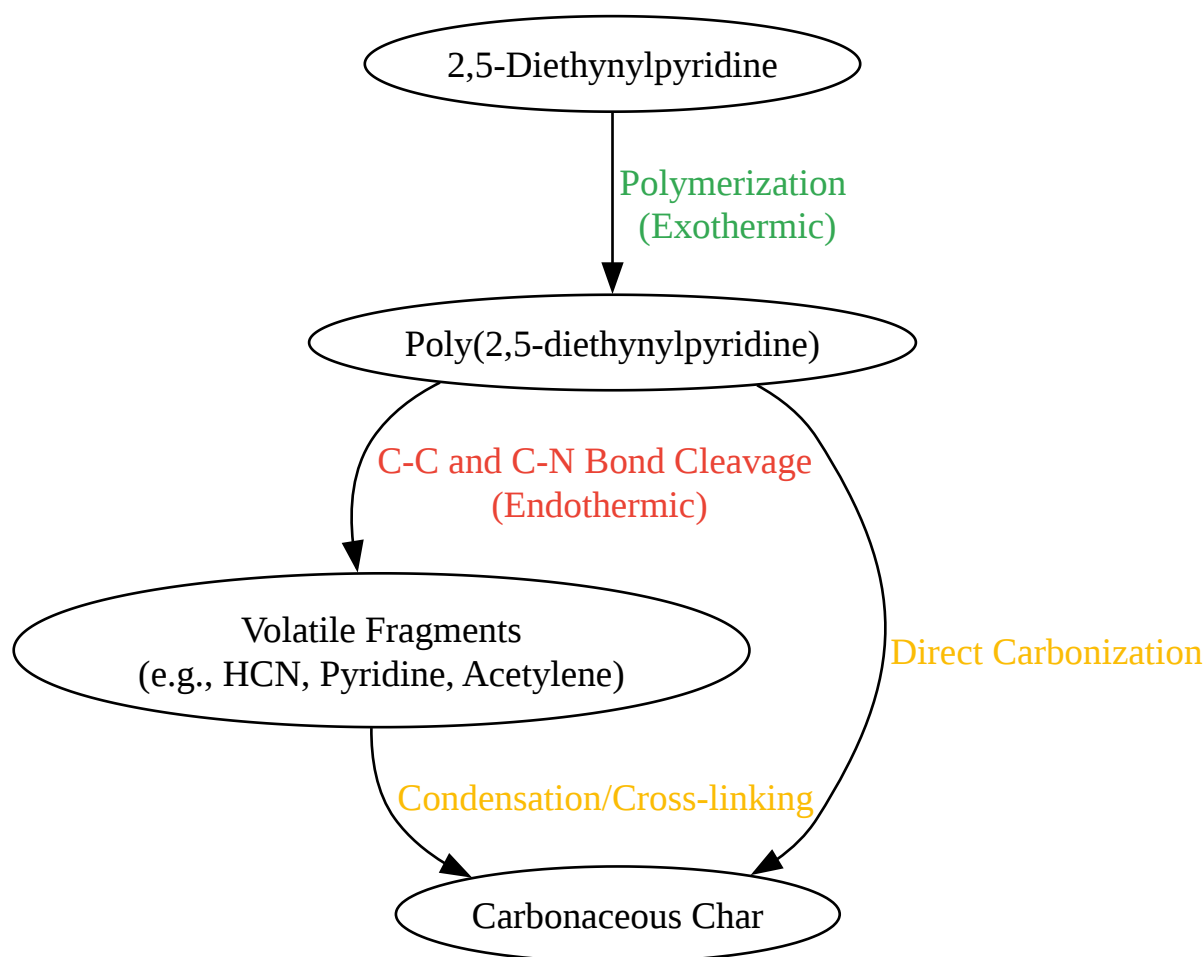 2,5-Diethynylpyridine
Polymerization
(Exothermic)
Poly(2,5-diethynylpyridine)
C-C and C-N Bond Cleavage
(Endothermic)
Volatile Fragments
(e.g., HCN, Pyridine, Acetylene)
Direct Carbonization
Condensation/Cross-linking
Carbonaceous Char